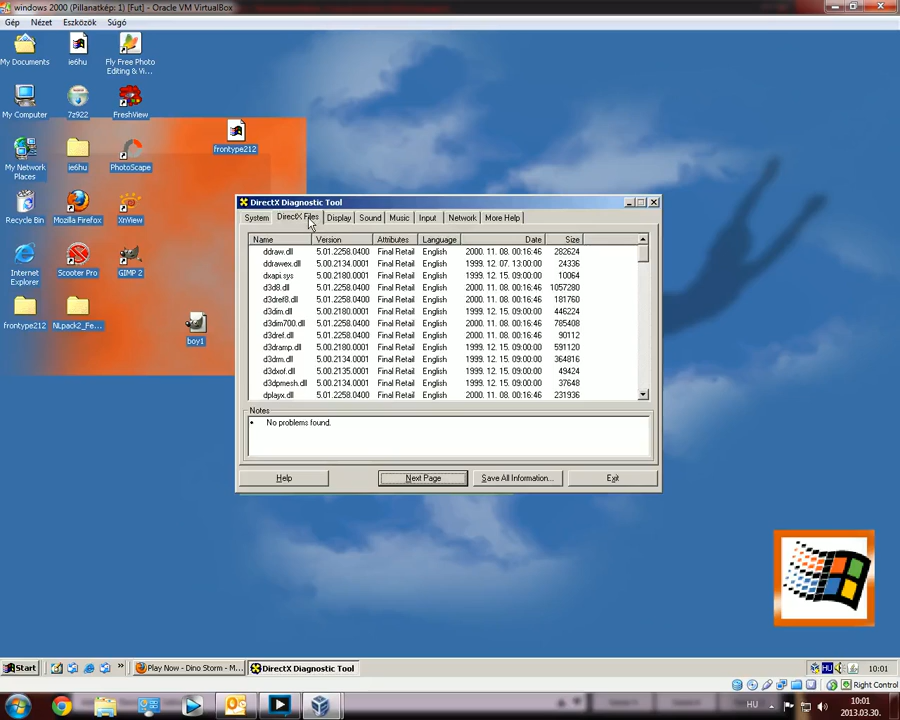 windows 2000 (Pillanatkép: 1) [Fut] - Oracle VM VirtualBox
Gép Nézet Eszközök Súgó
My Documents
ie6hu
Fly Free Photo
Editing & Vi...
My Computer
7z922
FreshView
frontype212
My Network
Places
ie6hu
PhotoScape
Recycle Bin
Mozilla Firefox
XnView
Internet
Explorer
Scooter Pro
GIMP 2
frontype212
NLpack2_Fe...
boy1
DirectX Diagnostic Tool
System DirectX Files Display Sound Music Input Network More Help
Name Version Attributes Language Date Size
ddraw.dll 5.01.2258.0400 Final Retail English 2000. 11. 08. 00:16:46 282624
ddrawex.dll 5.00.2134.0001 Final Retail English 1999. 12. 07. 13:00:00 24336
dxapi.sys 5.00.2180.0001 Final Retail English 1999. 12. 15. 09:00:00 10064
d3d8.dll 5.01.2258.0400 Final Retail English 2000. 11. 08. 00:16:46 1057280
d3dref8.dll 5.01.2258.0400 Final Retail English 2000. 11. 08. 00:16:46 181760
d3dim.dll 5.00.2180.0001 Final Retail English 1999. 12. 15. 09:00:00 446224
d3dim700.dll 5.01.2258.0400 Final Retail English 2000. 11. 08. 00:16:46 785408
d3dref.dll 5.01.2258.0400 Final Retail English 2000. 11. 08. 00:16:46 90112
d3dramp.dll 5.00.2180.0001 Final Retail English 1999. 12. 15. 09:00:00 591120
d3drm.dll 5.00.2134.0001 Final Retail English 1999. 12. 15. 09:00:00 364816
d3dxof.dll 5.00.2135.0001 Final Retail English 1999. 12. 15. 09:00:00 49424
d3dpmesh.dll 5.00.2134.0001 Final Retail English 1999. 12. 15. 09:00:00 37648
dplayx.dll 5.01.2258.0400 Final Retail English 2000. 11. 08. 00:16:46 231936
Notes
No problems found.
Help Next Page Save All Information... Exit
Start » Play Now - Dino Storm - M... DirectX Diagnostic Tool HU 10:01
Right Control
HU 10:01
2013.03.30.